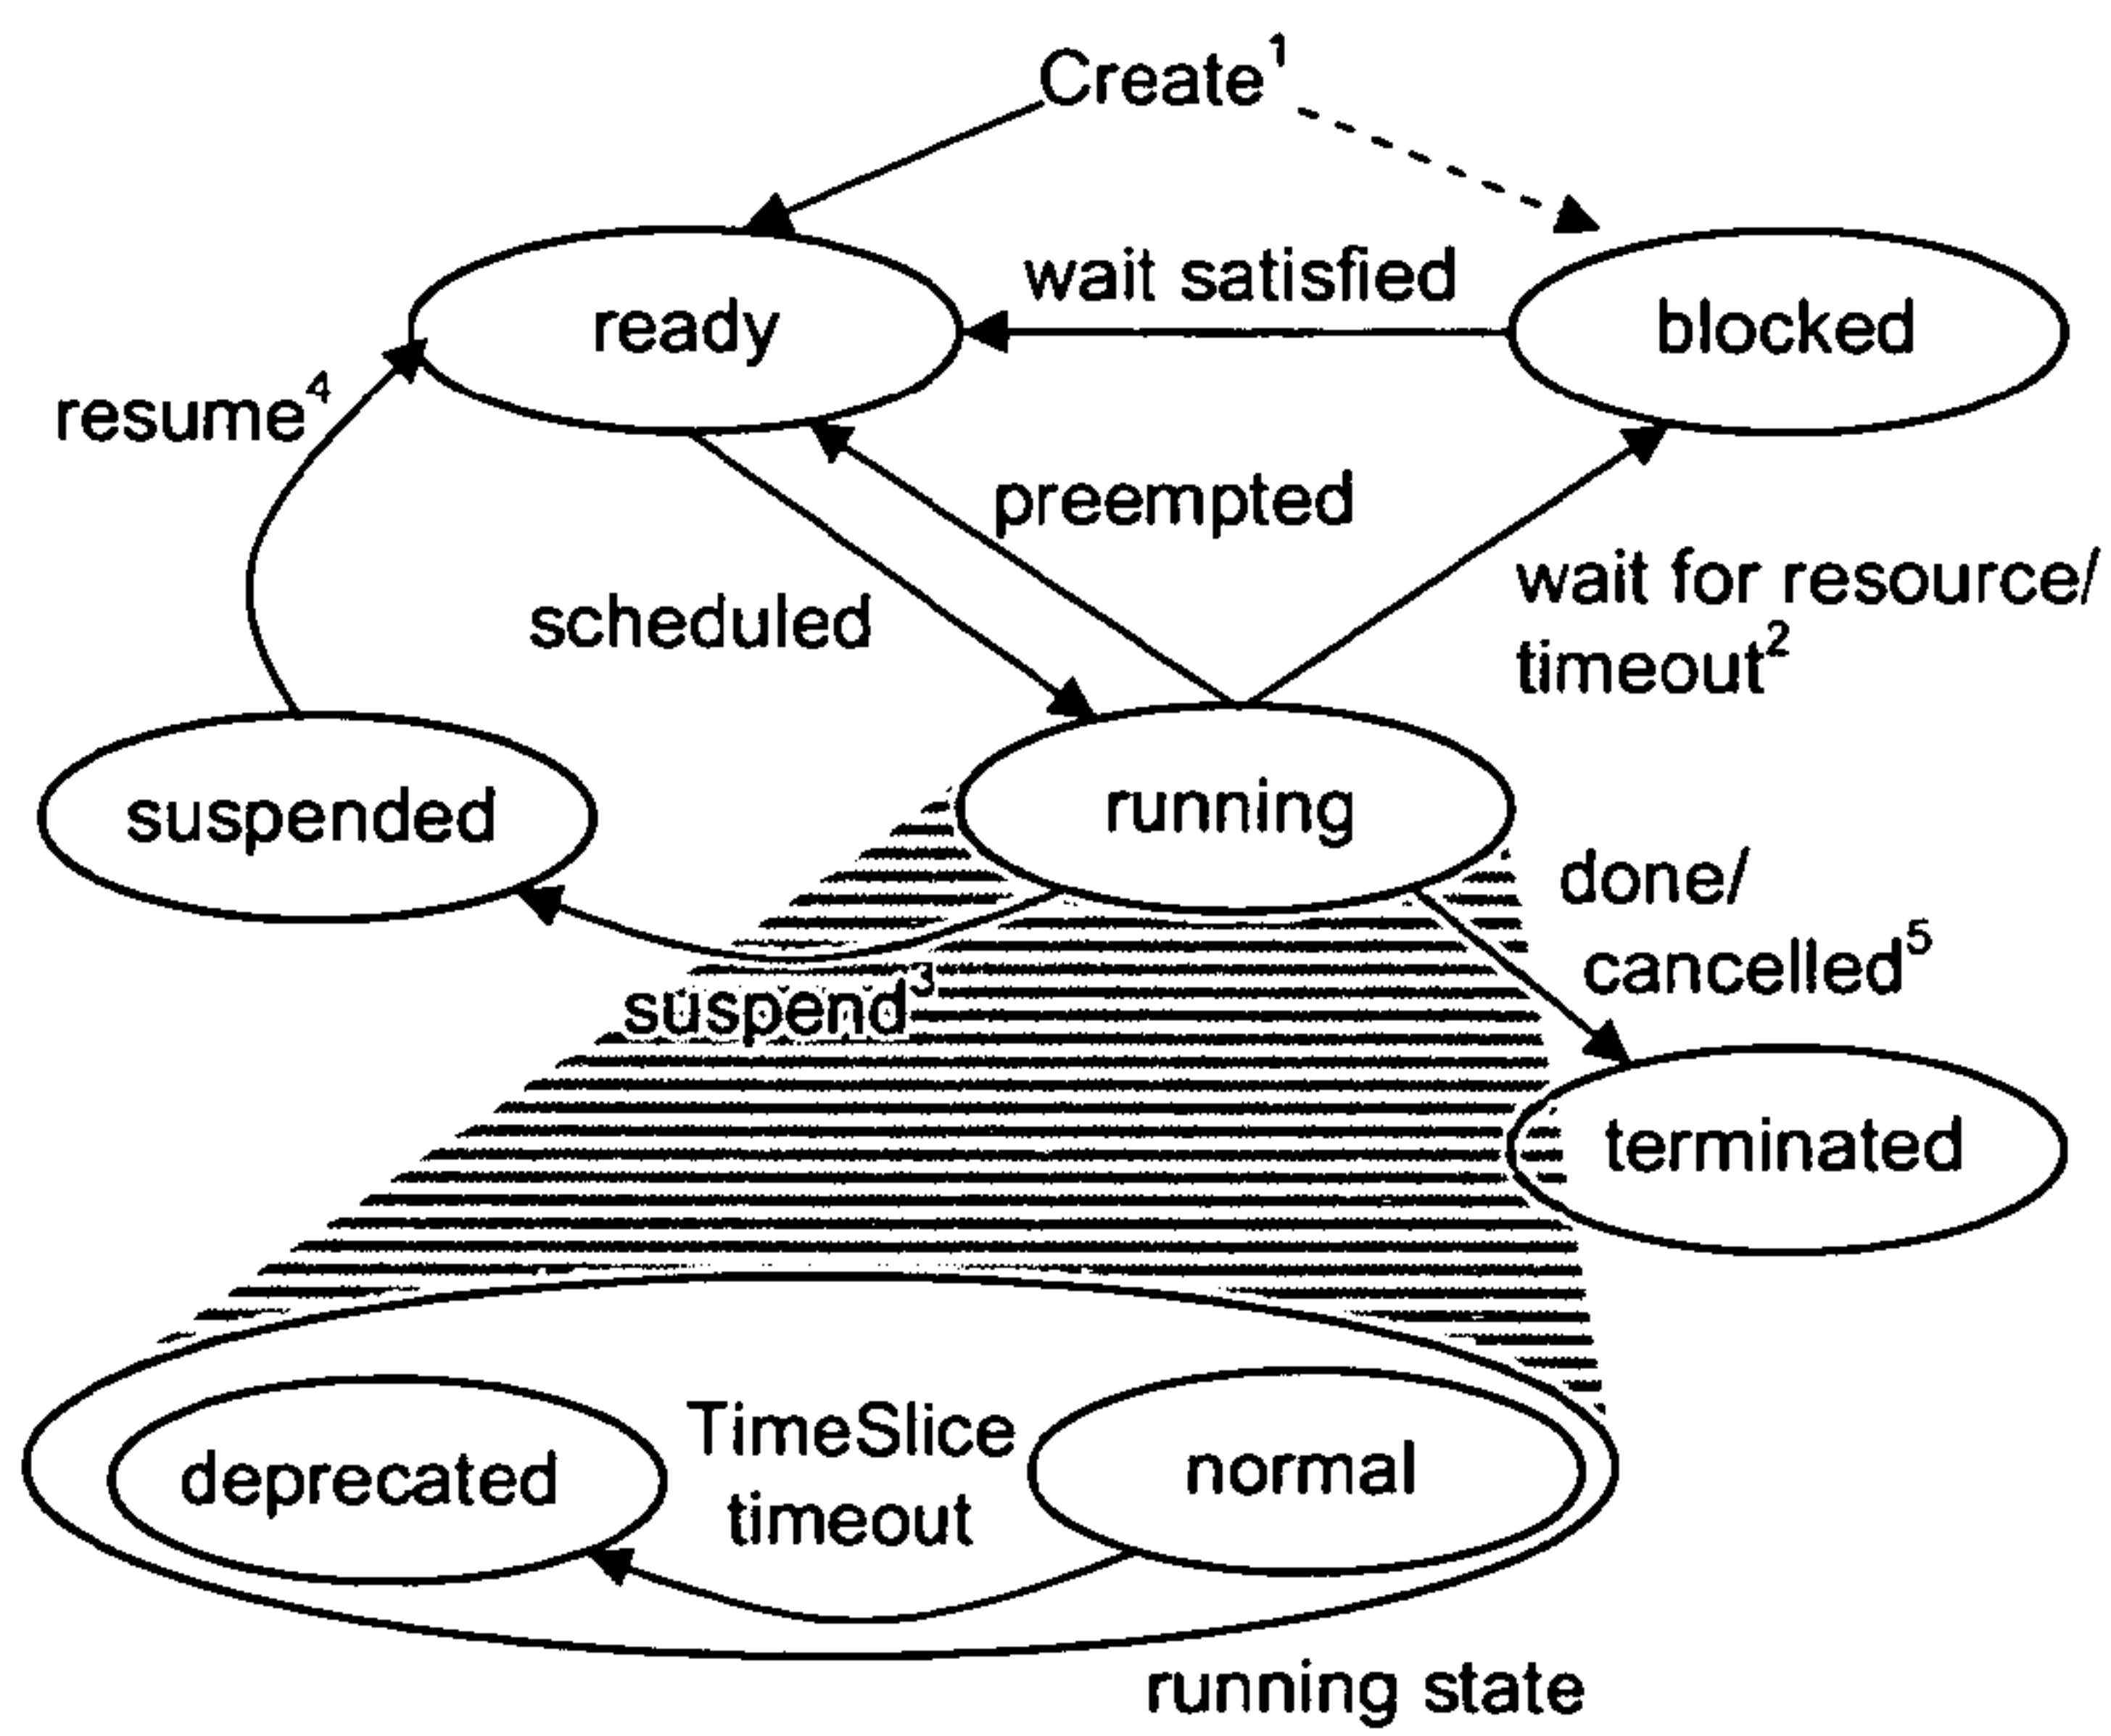 Create¹
wait satisfied
ready
blocked
resume⁴
preempted
wait for resource/
timeout²
scheduled
suspended
running
done/
cancelled⁵
suspend³
terminated
TimeSlice
timeout
deprecated
normal
running state